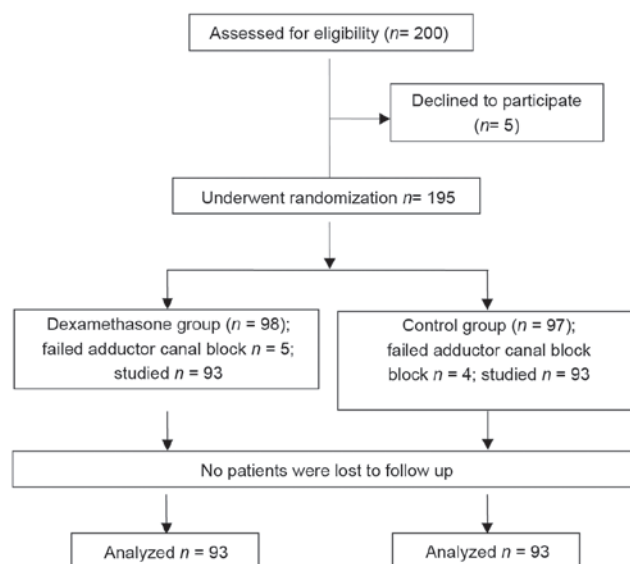 Assessed for eligibility (n= 200)
Declined to participate
(n= 5)
Underwent randomization n= 195
Dexamethasone group (n = 98);
failed adductor canal block n = 5;
studied n = 93
Control group (n = 97);
failed adductor canal block
block n = 4; studied n = 93
No patients were lost to follow up
Analyzed n = 93
Analyzed n = 93